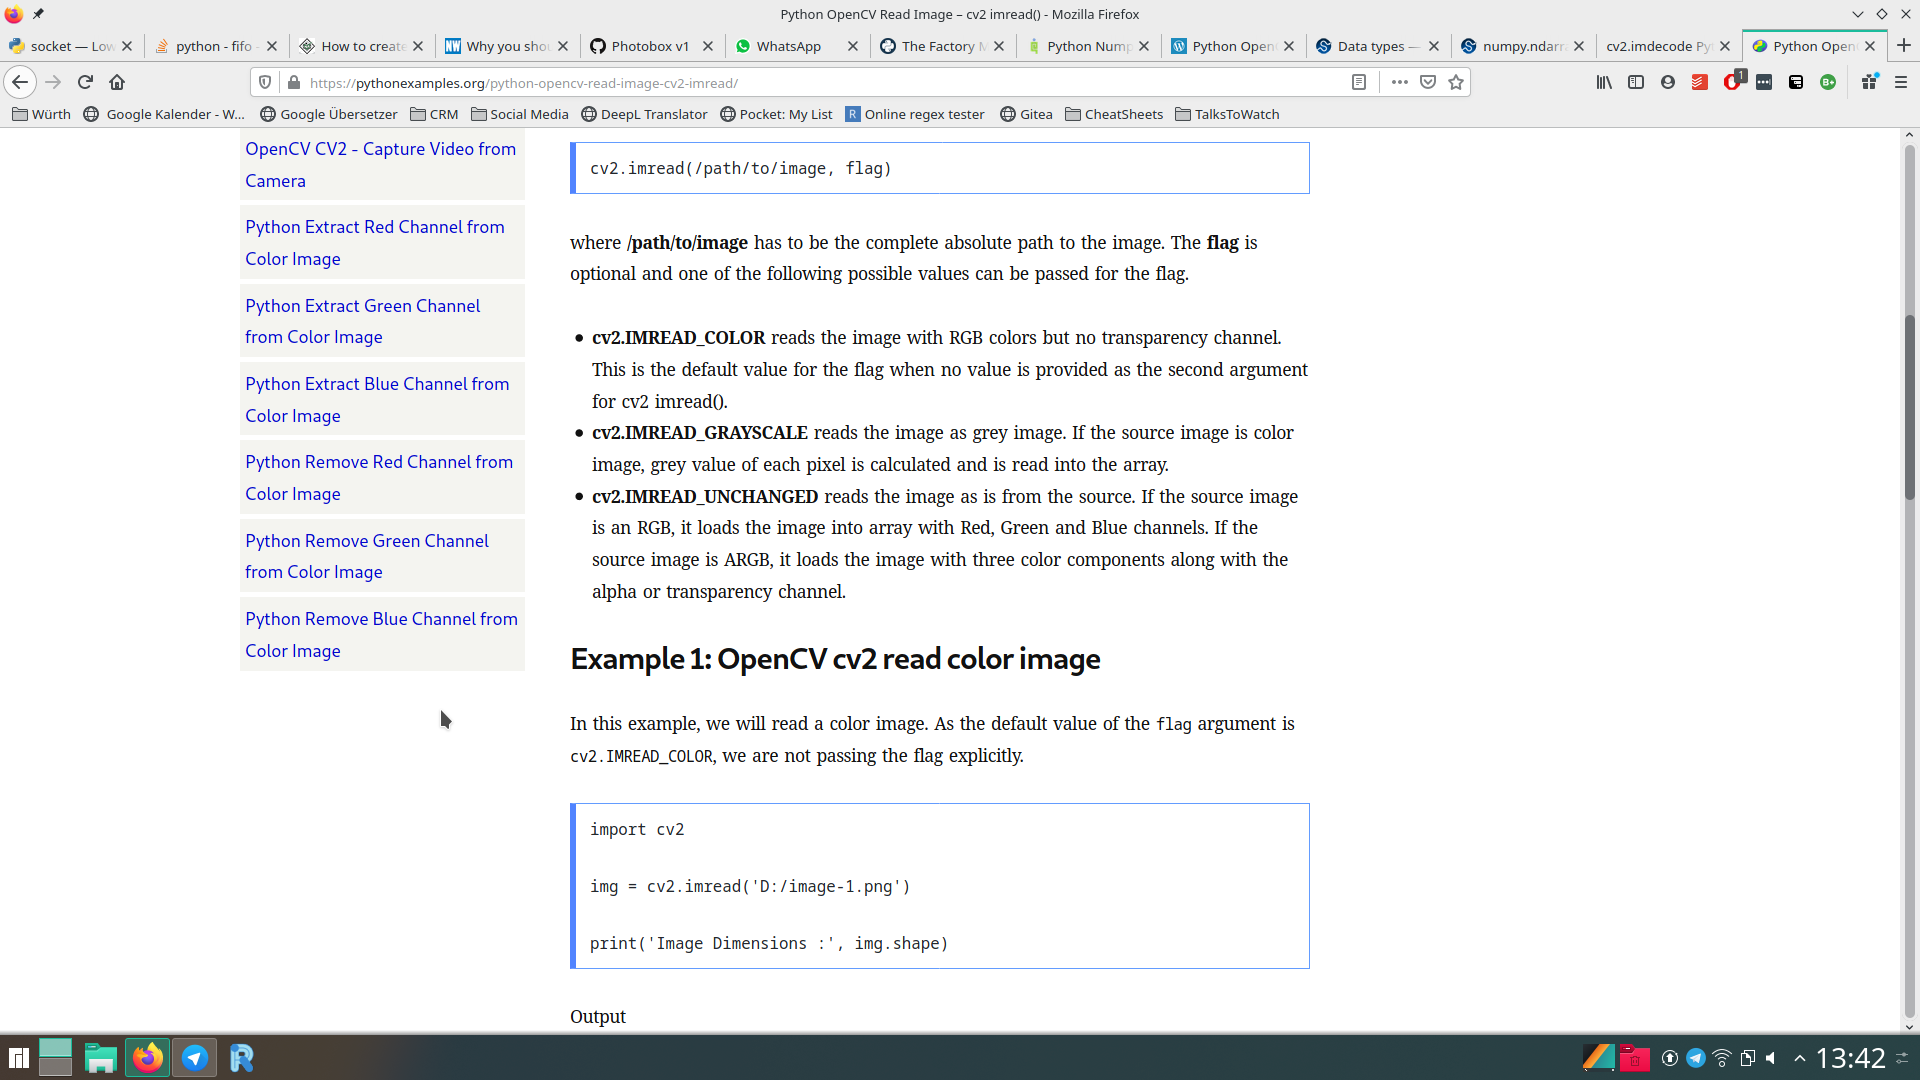 Python OpenCV Read Image – cv2 imread() - Mozilla Firefox
socket — Low
python - fifo -
How to create
Why you shou
Photobox v1
WhatsApp
The Factory M
Python Nump
Python Open
Data types —
numpy.ndarr
cv2.imdecode Py
Python Open
https://pythonexamples.org/python-opencv-read-image-cv2-imread/
1
B+
Würth
Google Kalender - W...
Google Übersetzer
CRM
Social Media
DeepL Translator
Pocket: My List
R
Online regex tester
Gitea
CheatSheets
TalksToWatch
OpenCV CV2 - Capture Video from
Camera
Python Extract Red Channel from
Color Image
Python Extract Green Channel
from Color Image
Python Extract Blue Channel from
Color Image
Python Remove Red Channel from
Color Image
Python Remove Green Channel
from Color Image
Python Remove Blue Channel from
Color Image
cv2.imread(/path/to/image, flag)
where /path/to/image has to be the complete absolute path to the image. The flag is
optional and one of the following possible values can be passed for the flag.
• cv2.IMREAD_COLOR reads the image with RGB colors but no transparency channel.
This is the default value for the flag when no value is provided as the second argument
for cv2 imread().
• cv2.IMREAD_GRAYSCALE reads the image as grey image. If the source image is color
image, grey value of each pixel is calculated and is read into the array.
• cv2.IMREAD_UNCHANGED reads the image as is from the source. If the source image
is an RGB, it loads the image into array with Red, Green and Blue channels. If the
source image is ARGB, it loads the image with three color components along with the
alpha or transparency channel.
Example 1: OpenCV cv2 read color image
In this example, we will read a color image. As the default value of the flag argument is
cv2.IMREAD_COLOR, we are not passing the flag explicitly.
import cv2
img = cv2.imread('D:/image-1.png')
print('Image Dimensions :', img.shape)
Output
13:42